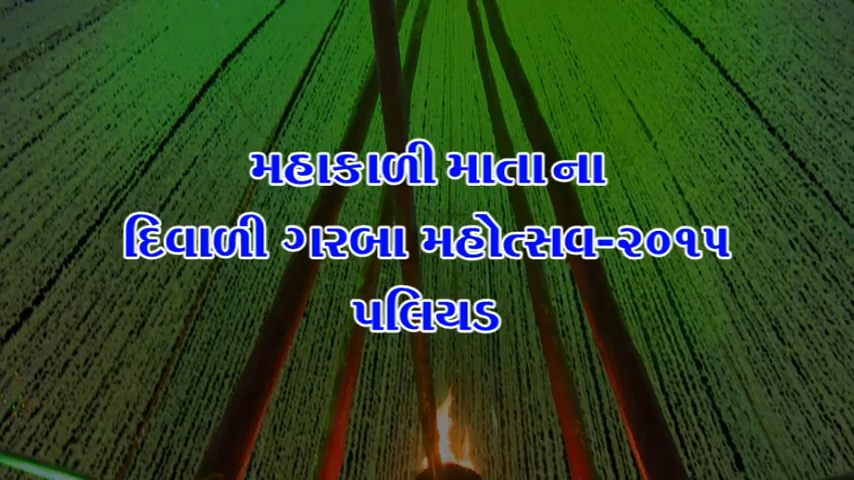 મહાકાળી માતા ના
દિવાળી ગરબા મહોત્સવ-૨૦૧૫
પલિયડ